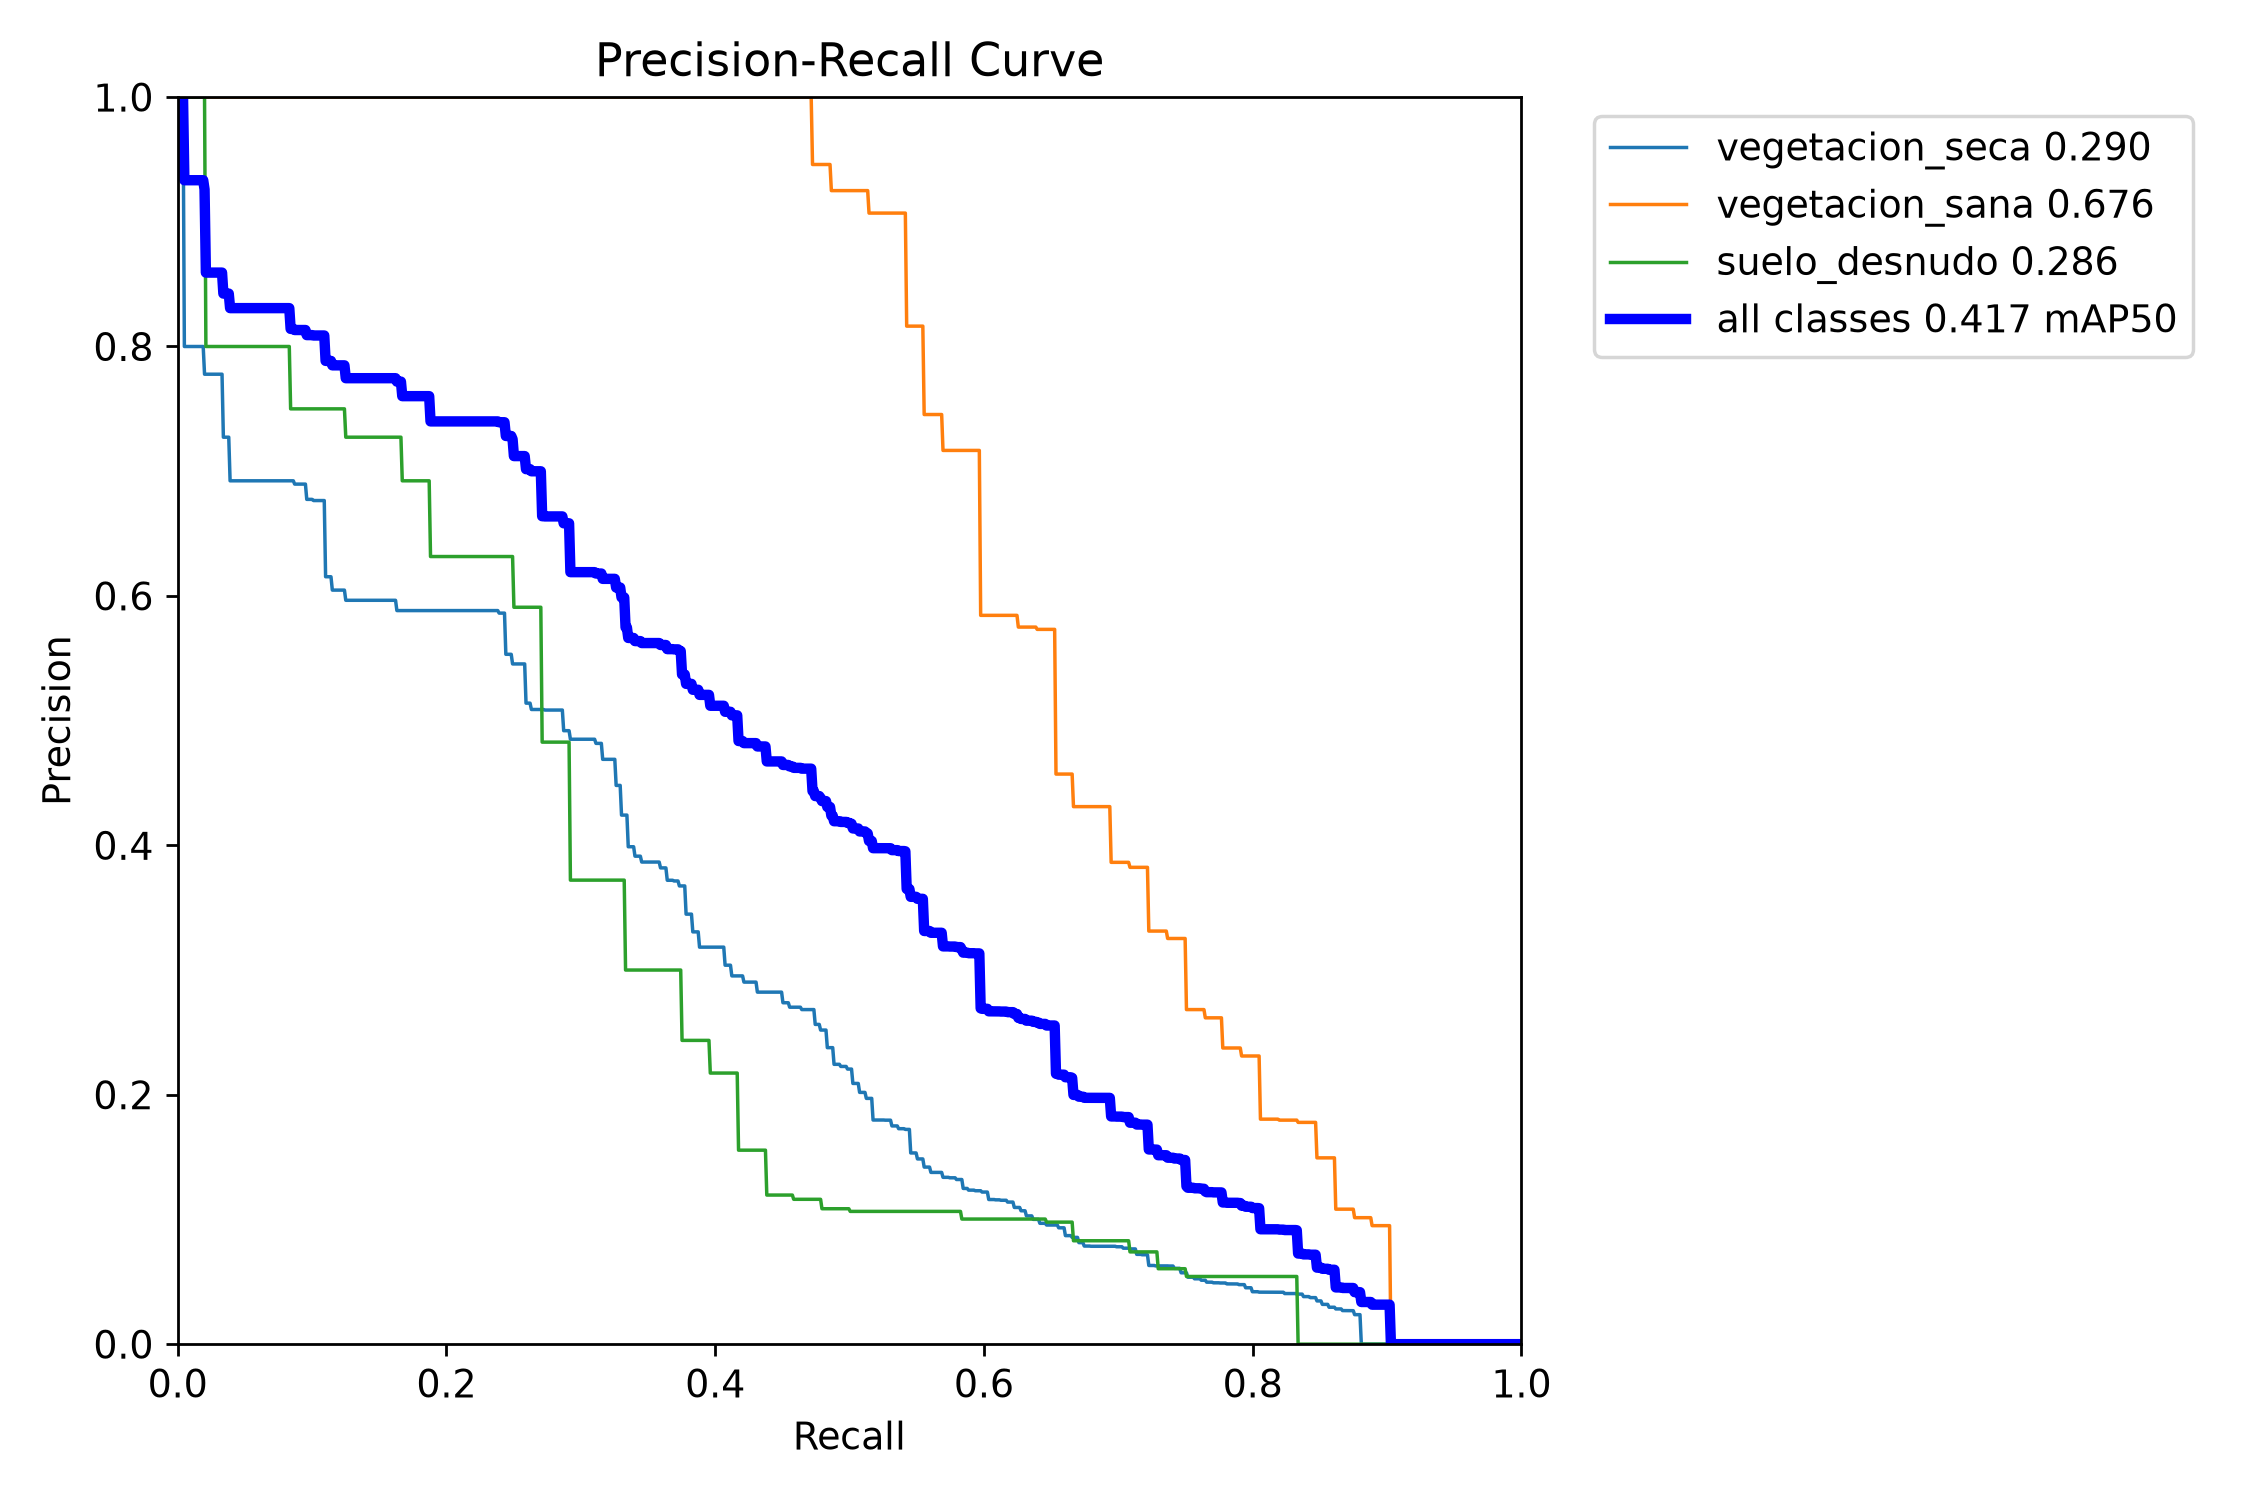 Precision-Recall Curve
1.0
0.8
0.6
0.4
0.2
0.0
Precision
0.0 0.2 0.4 0.6 0.8 1.0
Recall
vegetacion_seca 0.290
vegetacion_sana 0.676
suelo_desnudo 0.286
all classes 0.417 mAP50